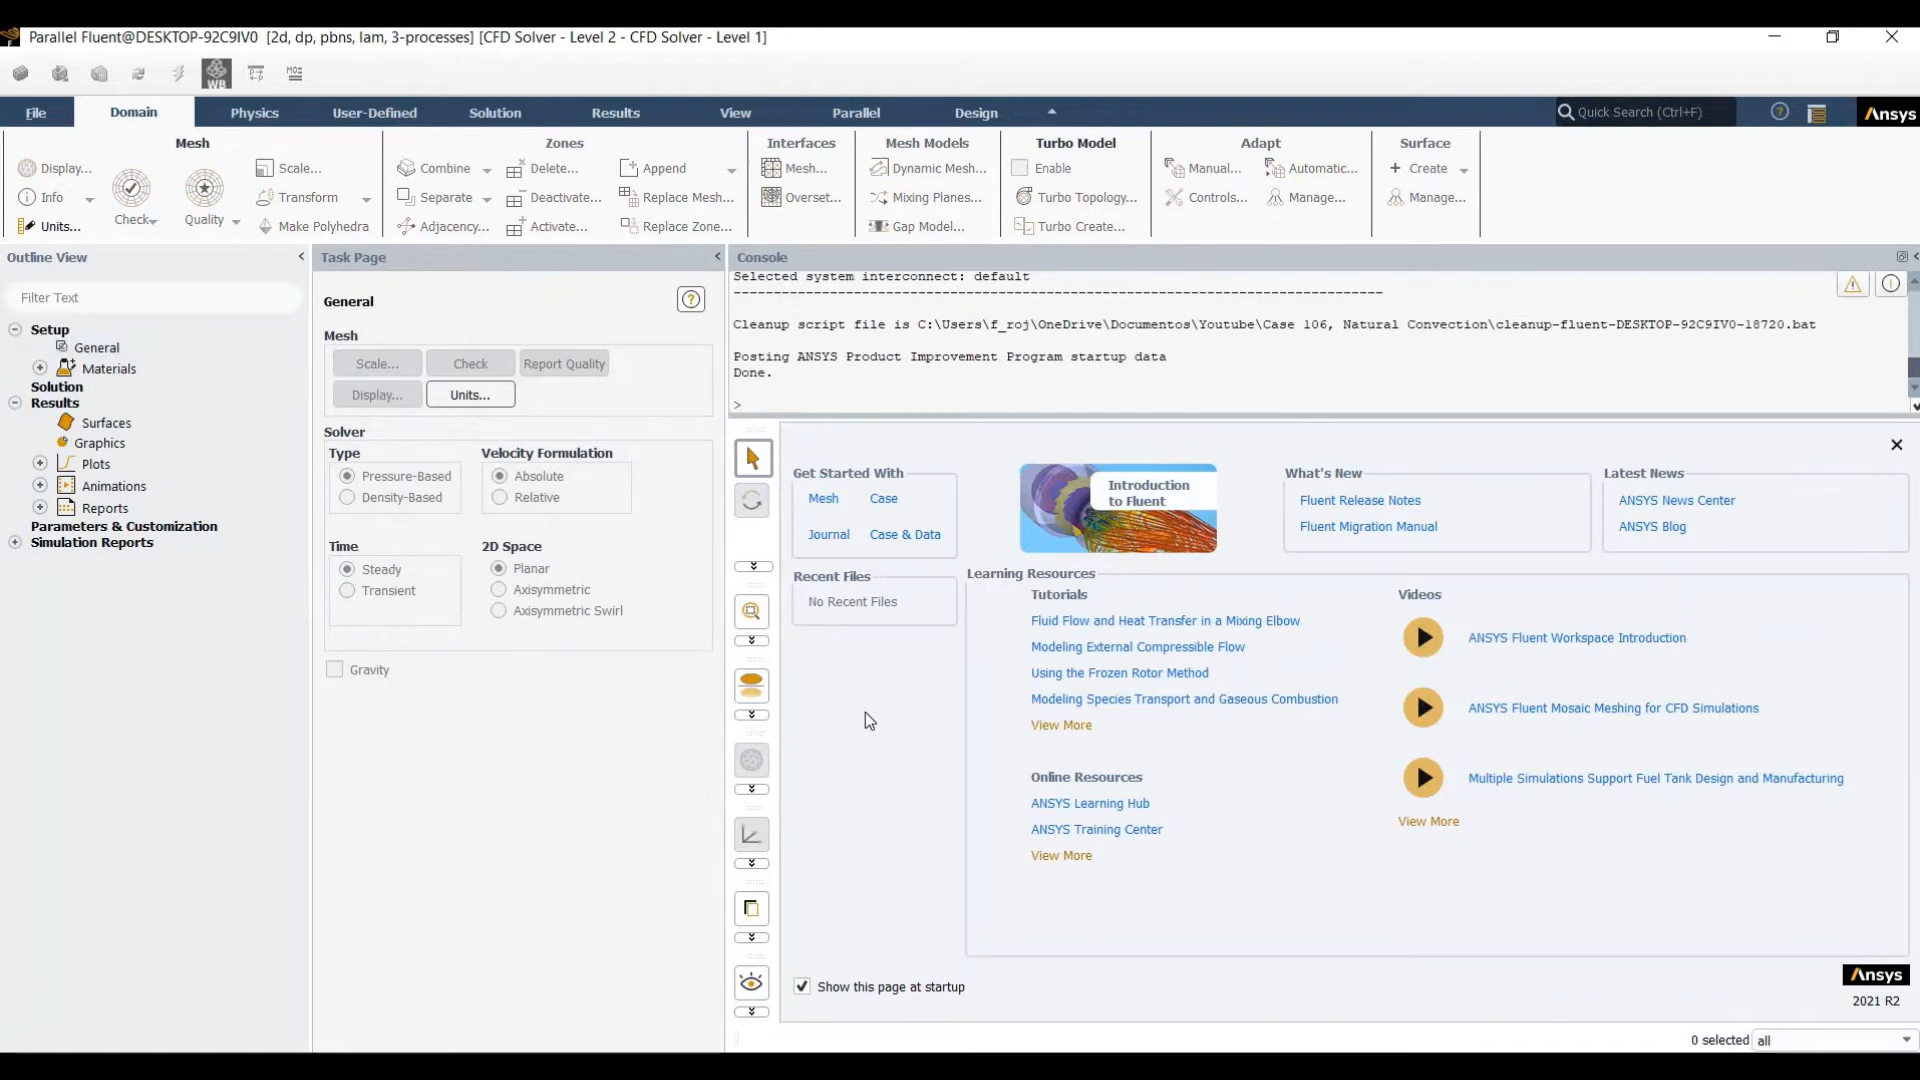 Parallel Fluent@DESKTOP-92C9IV0 [2d, dp, pbns, lam, 3-processes] [CFD Solver - Level 2 - CFD Solver - Level 1]
WB
File Domain Physics User-Defined Solution Results View Parallel Design Quick Search (Ctrl+F) Ansys
Mesh Zones Interfaces Mesh Models Turbo Model Adapt Surface
Display... Scale... Combine Delete... Append Mesh... Dynamic Mesh... Enable Manual... Automatic... Create
Info Transform Separate Deactivate... Replace Mesh... Overset... Mixing Planes... Turbo Topology... Controls... Manage... Manage...
Check Quality
Units... Make Polyhedra Adjacency... Activate... Replace Zone... Gap Model... Turbo Create...
Outline View
Filter Text
Setup
General
Materials
Solution
Results
Surfaces
Graphics
Plots
Animations
Reports
Parameters & Customization
Simulation Reports
Task Page
General
Mesh
Scale... Check Report Quality
Display... Units...
Solver
Type Velocity Formulation
Pressure-Based Absolute
Density-Based Relative
Time 2D Space
Steady Planar
Transient Axisymmetric
Axisymmetric Swirl
Gravity
Console
Selected system interconnect: default
--------------------------------------------------------------------------------
Cleanup script file is C:\Users\f_roj\OneDrive\Documentos\Youtube\Case 106, Natural Convection\cleanup-fluent-DESKTOP-92C9IV0-18720.bat
Posting ANSYS Product Improvement Program startup data
Done.
>
Get Started With
Mesh Case
Journal Case & Data
Recent Files
No Recent Files
Introduction
to Fluent
What's New
Fluent Release Notes
Fluent Migration Manual
Latest News
ANSYS News Center
ANSYS Blog
Learning Resources
Tutorials
Fluid Flow and Heat Transfer in a Mixing Elbow
Modeling External Compressible Flow
Using the Frozen Rotor Method
Modeling Species Transport and Gaseous Combustion
View More
Online Resources
ANSYS Learning Hub
ANSYS Training Center
View More
Videos
ANSYS Fluent Workspace Introduction
ANSYS Fluent Mosaic Meshing for CFD Simulations
Multiple Simulations Support Fuel Tank Design and Manufacturing
View More
Show this page at startup
Ansys
2021 R2
0 selected all